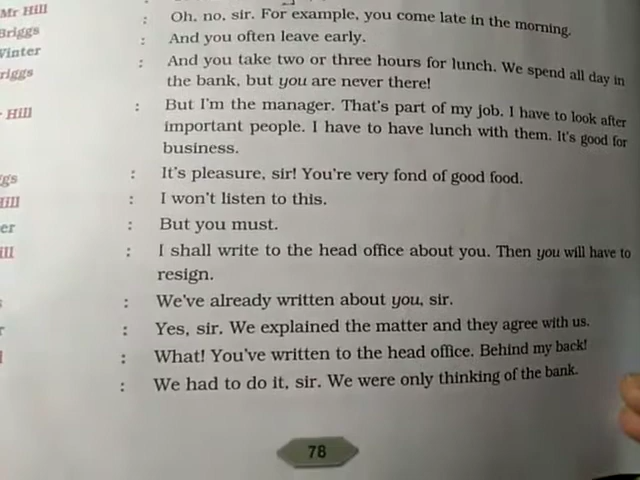 Mr Hill : Oh, no, sir. For example, you come late in the morning.
Briggs : And you often leave early.
Winter : And you take two or three hours for lunch. We spend all day in
riggs the bank, but you are never there!
Hill : But I'm the manager. That's part of my job. I have to look after
important people. I have to have lunch with them. It's good for
business.
ggs : It's pleasure, sir! You're very fond of good food.
Hill : I won't listen to this.
er : But you must.
ill : I shall write to the head office about you. Then you will have to
resign.
s : We've already written about you, sir.
r : Yes, sir. We explained the matter and they agree with us.
l : What! You've written to the head office. Behind my back!
: We had to do it, sir. We were only thinking of the bank.
78